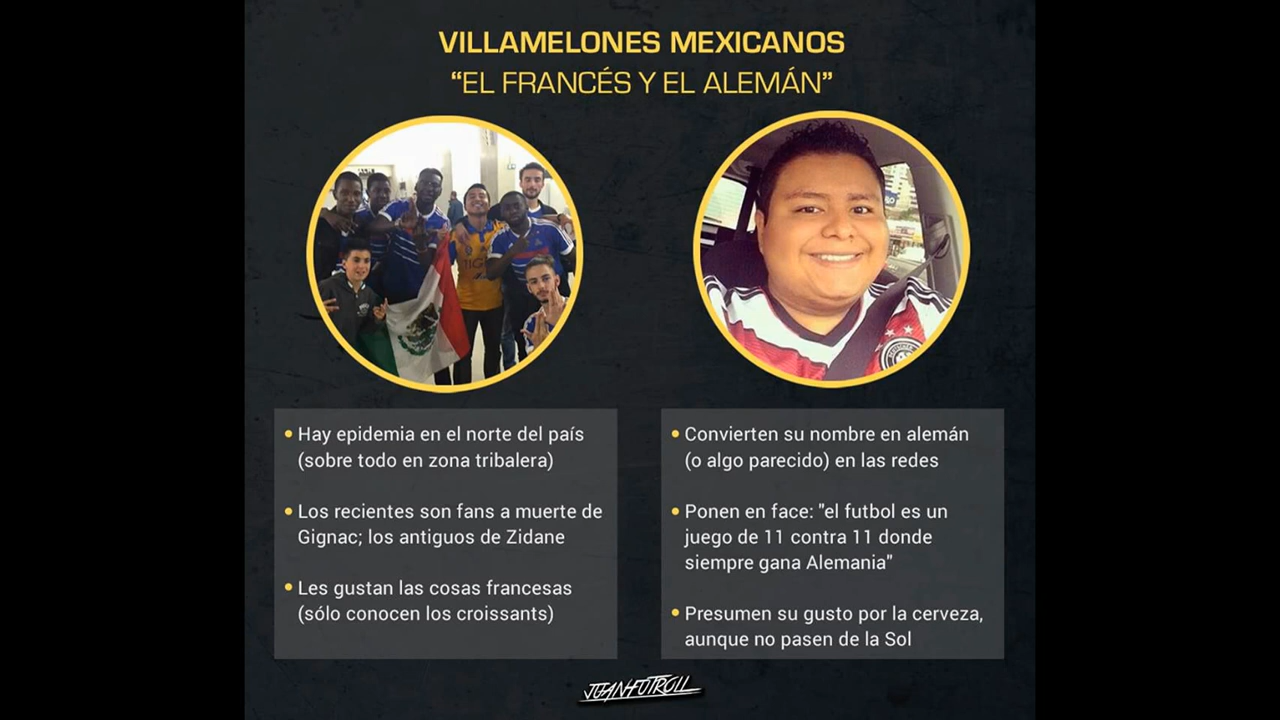 VILLAMELONES MEXICANOS
“EL FRANCÉS Y EL ALEMÁN”
TIGRES
• Hay epidemia en el norte del país
(sobre todo en zona tribalera)
• Los recientes son fans a muerte de
Gignac; los antiguos de Zidane
• Les gustan las cosas francesas
(sólo conocen los croissants)
• Convierten su nombre en alemán
(o algo parecido) en las redes
• Ponen en face: "el futbol es un
juego de 11 contra 11 donde
siempre gana Alemania"
• Presumen su gusto por la cerveza,
aunque no pasen de la Sol
JUANFUTROLL